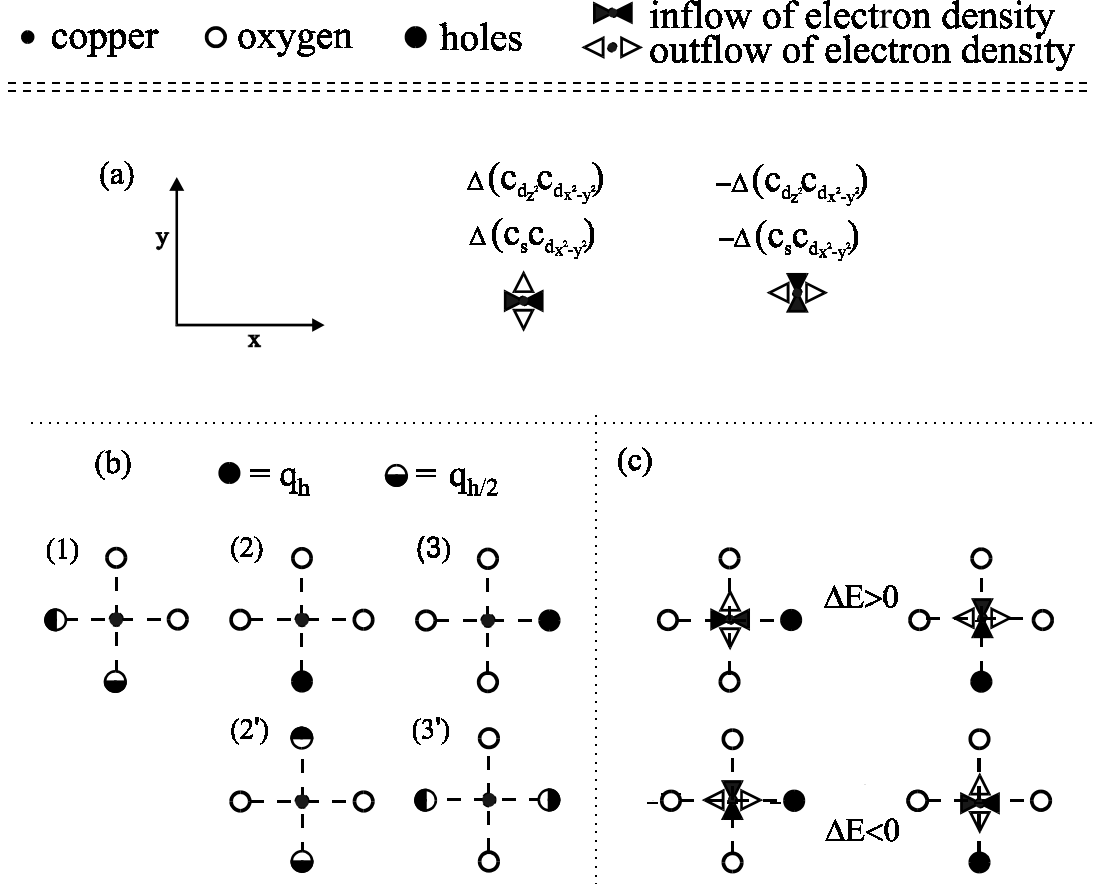 copper oxygen holes inflow of electron density
outflow of electron density
(a)
Δ(c_{d_{z²}}c_{d_{x²-y²}}) −Δ(c_{d_{z²}}c_{d_{x²-y²}})
y
Δ(c_s c_{d_{x²-y²}}) −Δ(c_s c_{d_{x²-y²}})
x
(b) = q_h = q_{h/2}
(c)
(1) (2) (3)
ΔE>0
(2') (3')
ΔE<0